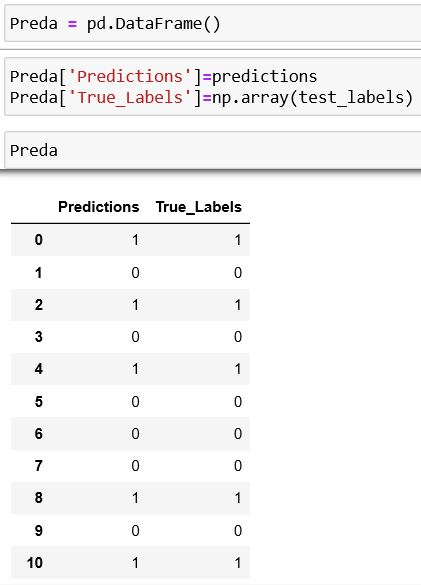 Preda = pd.DataFrame()
Preda['Predictions']=predictions
Preda['True_Labels']=np.array(test_labels)
Preda
Predictions True_Labels
0 1 1
1 0 0
2 1 1
3 0 0
4 1 1
5 0 0
6 0 0
7 0 0
8 1 1
9 0 0
10 1 1